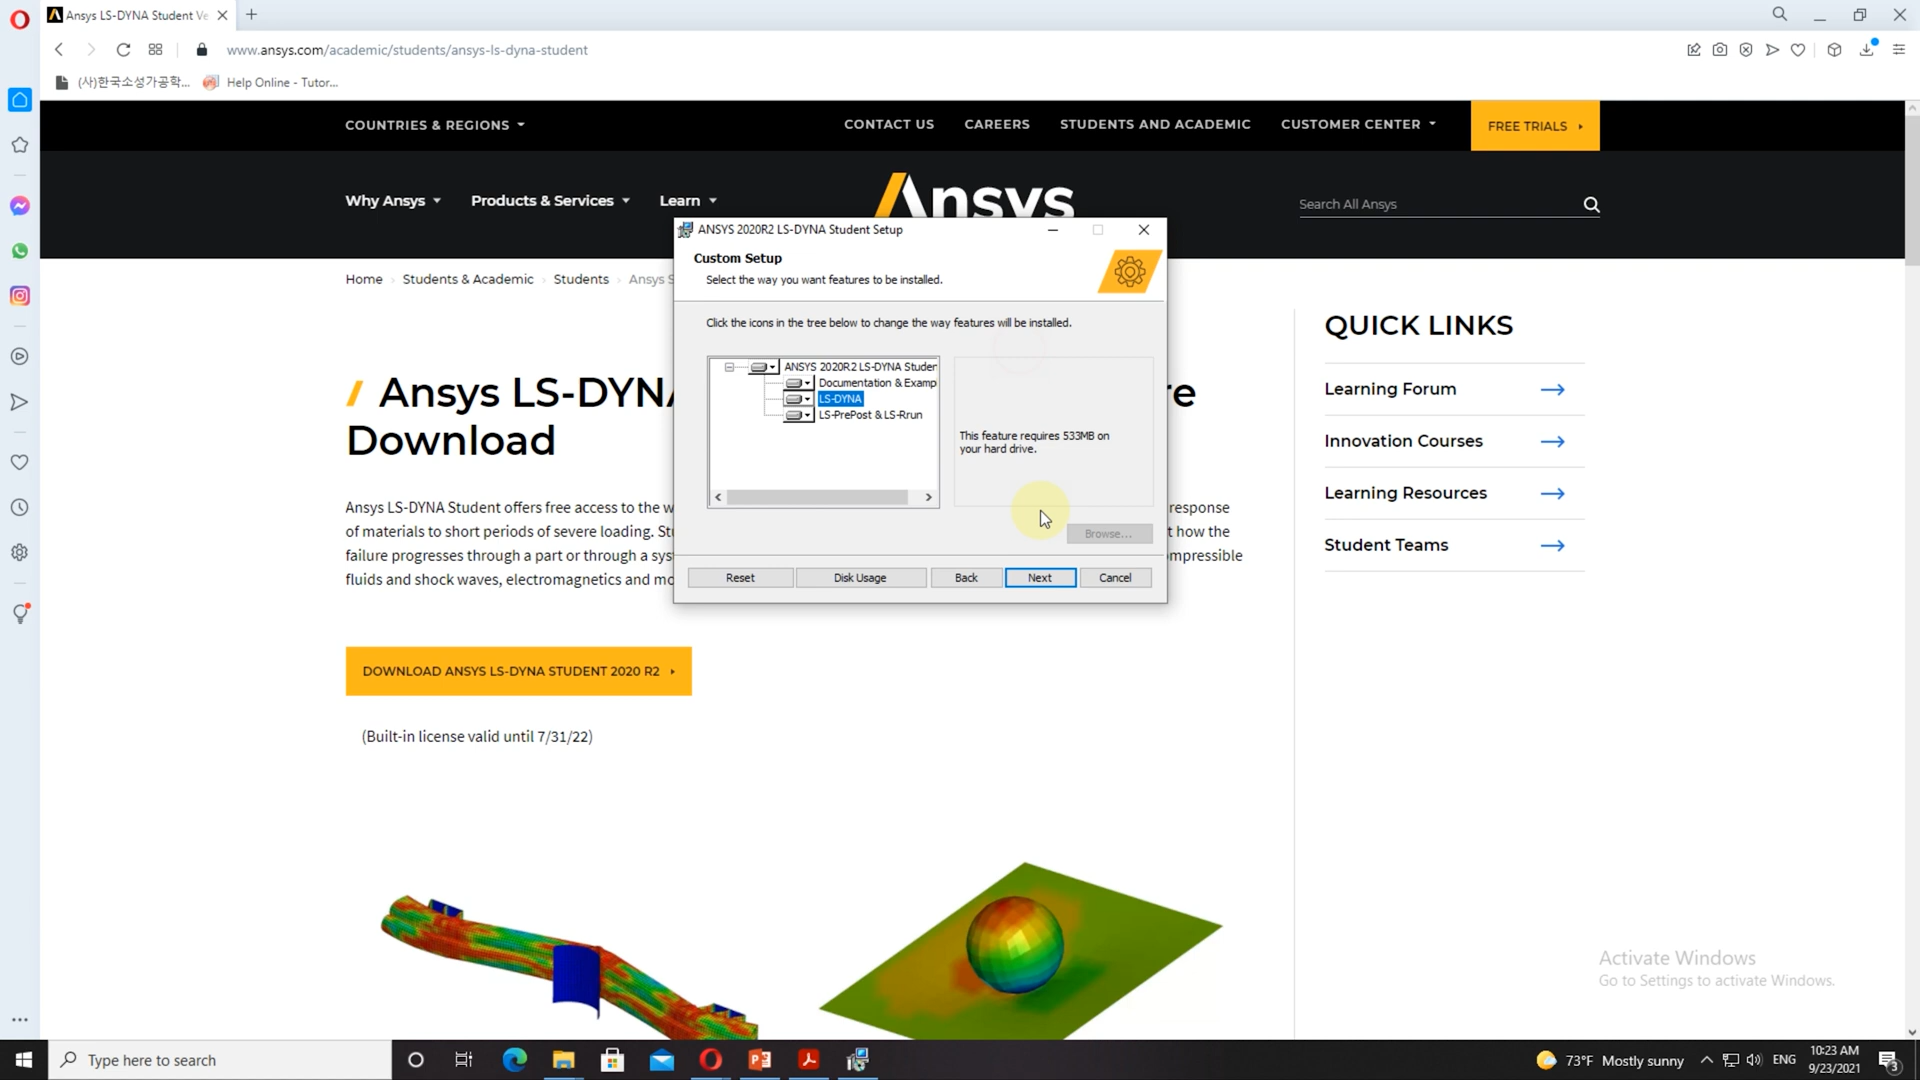 Ansys LS-DYNA Student Ve
www.ansys.com/academic/students/ansys-ls-dyna-student
(사)한국소성가공학...
Help Online - Tutor...
COUNTRIES & REGIONS
CONTACT US
CAREERS
STUDENTS AND ACADEMIC
CUSTOMER CENTER
FREE TRIALS
Why Ansys
Products & Services
Learn
Ansys
Search All Ansys
Home
Students & Academic
Students
Ansys S
ANSYS 2020R2 LS-DYNA Student Setup
Custom Setup
Select the way you want features to be installed.
Click the icons in the tree below to change the way features will be installed.
ANSYS 2020R2 LS-DYNA Studen
Documentation & Examp
LS-DYNA
LS-PrePost & LS-Rrun
This feature requires 533MB on
your hard drive.
Browse...
Reset
Disk Usage
Back
Next
Cancel
Ansys LS-DYNA
re
Download
Ansys LS-DYNA Student offers free access to the w
response
of materials to short periods of severe loading. Stu
t how the
failure progresses through a part or through a sys
mpressible
fluids and shock waves, electromagnetics and mo
DOWNLOAD ANSYS LS-DYNA STUDENT 2020 R2
(Built-in license valid until 7/31/22)
QUICK LINKS
Learning Forum
Innovation Courses
Learning Resources
Student Teams
Activate Windows
Go to Settings to activate Windows.
Type here to search
73°F Mostly sunny
ENG
10:23 AM
9/23/2021
3